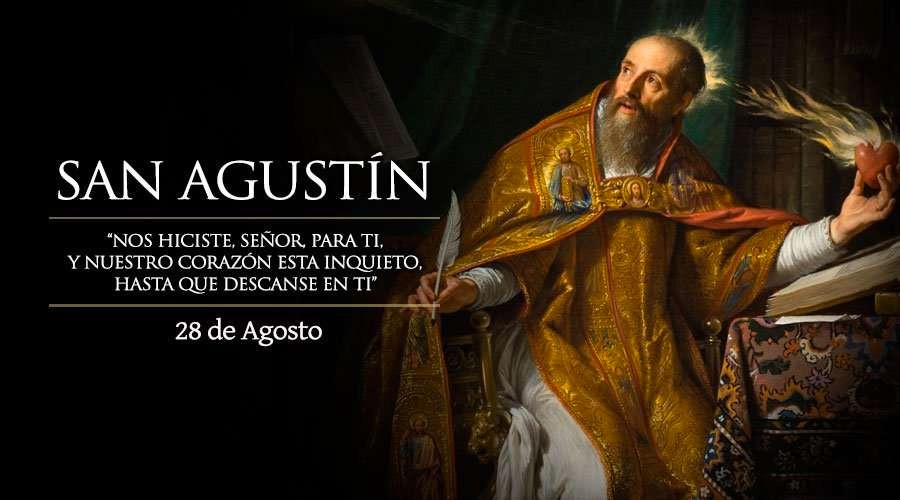 SAN AGUSTÍN
“NOS HICISTE, SEÑOR, PARA TI,
Y NUESTRO CORAZÓN ESTA INQUIETO,
HASTA QUE DESCANSE EN TI”
28 de Agosto